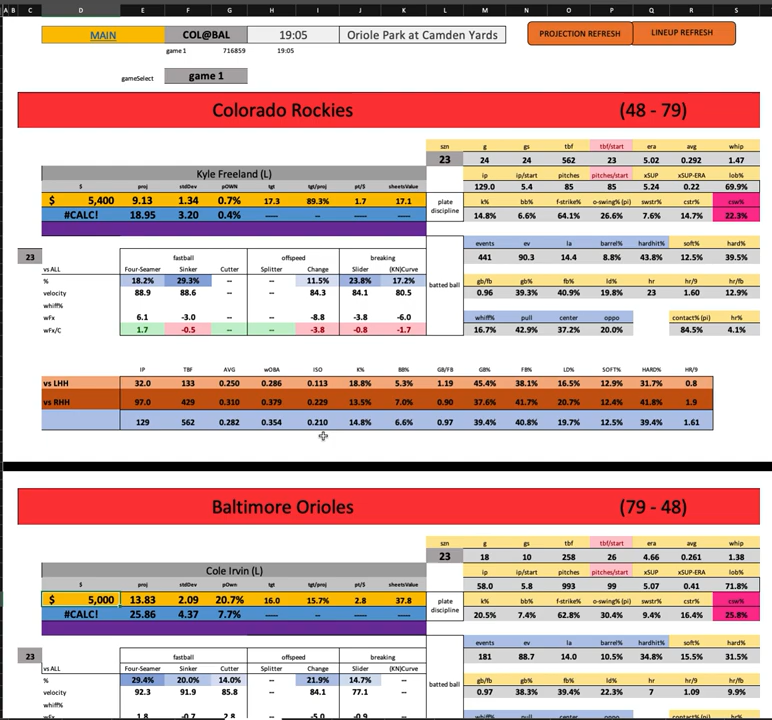 A B C D E F G H I J K L M N O P Q R S
MAIN COL@BAL 19:05 Oriole Park at Camden Yards PROJECTION REFRESH LINEUP REFRESH
game 1 716859 19:05
gameSelect game 1
Colorado Rockies (48 - 79)
szn g gs tbf tbf/start era avg whip
23 24 24 562 23 5.02 0.292 1.47
Kyle Freeland (L) ip ip/start pitches pitches/start xSUP xSUP-ERA lob%
$ proj stdDev pOWN tgt tgt/proj pt/$ sheetsValue 129.0 5.4 85 85 5.24 0.22 69.9%
$ 5,400 9.13 1.34 0.7% 17.3 89.3% 1.7 17.1 plate discipline k% bb% f-strike% o-swing% (pi) swstr% cstr% csw%
#CALC! 18.95 3.20 0.4% ---- -- ---- ---- 14.8% 6.6% 64.1% 26.6% 7.6% 14.7% 22.3%
events ev la barrel% hardhit% soft% hard%
23 fastball offspeed breaking 441 90.3 14.4 8.8% 43.8% 12.5% 39.5%
vs ALL Four-Seamer Sinker Cutter Splitter Change Slider (KN)Curve
% 18.2% 29.3% -- -- 11.5% 23.8% 17.2% batted ball gb/fb gb% fb% ld% hr hr/9 hr/fb
velocity 88.9 88.6 -- -- 84.3 84.1 80.5 0.96 39.3% 40.9% 19.8% 23 1.60 12.9%
whiff%
wFx 6.1 -3.0 -8.8 -3.8 -6.0 whiff% pull center oppo contact% (pi) hr%
wFx/C 1.7 -0.5 -- -- -3.8 -0.8 -1.7 16.7% 42.9% 37.2% 20.0% 84.5% 4.1%
IP TBF AVG wOBA ISO K% BB% GB/FB GB% FB% LD% SOFT% HARD% HR/9
vs LHH 32.0 133 0.250 0.286 0.113 18.8% 5.3% 1.19 45.4% 38.1% 16.5% 12.9% 31.7% 0.8
vs RHH 97.0 429 0.310 0.379 0.229 13.5% 7.0% 0.90 37.6% 41.7% 20.7% 12.4% 41.8% 1.9
129 562 0.282 0.354 0.210 14.8% 6.6% 0.97 39.4% 40.8% 19.7% 12.5% 39.4% 1.61
Baltimore Orioles (79 - 48)
szn g gs tbf tbf/start era avg whip
23 18 10 258 26 4.66 0.261 1.38
Cole Irvin (L) ip ip/start pitches pitches/start xSUP xSUP-ERA lob%
$ proj stdDev pOwn tgt tgt/proj pt/$ sheetsValue 58.0 5.8 993 99 5.07 0.41 71.8%
$ 5,000 13.83 2.09 20.7% 16.0 15.7% 2.8 37.8 plate discipline k% bb% f-strike% o-swing% (pi) swstr% cstr% csw%
#CALC! 25.86 4.37 7.7% ---- -- ---- ---- 20.5% 7.4% 62.8% 30.4% 9.4% 16.4% 25.8%
events ev la barrel% hardhit% soft% hard%
23 fastball offspeed breaking 181 88.7 14.0 10.5% 34.8% 15.5% 31.5%
vs ALL Four-Seamer Sinker Cutter Splitter Change Slider (KN)Curve
% 29.4% 20.0% 14.0% -- 21.9% 14.7% batted ball gb/fb gb% fb% ld% hr hr/9 hr/fb
velocity 92.3 91.9 85.8 -- 84.1 77.1 -- 0.97 38.3% 39.4% 22.3% 7 1.09 9.9%
whiff%
wFx 1.8 -0.7 2.8 -5.0 -0.9 whiff% pull center oppo contact% (pi) hr%